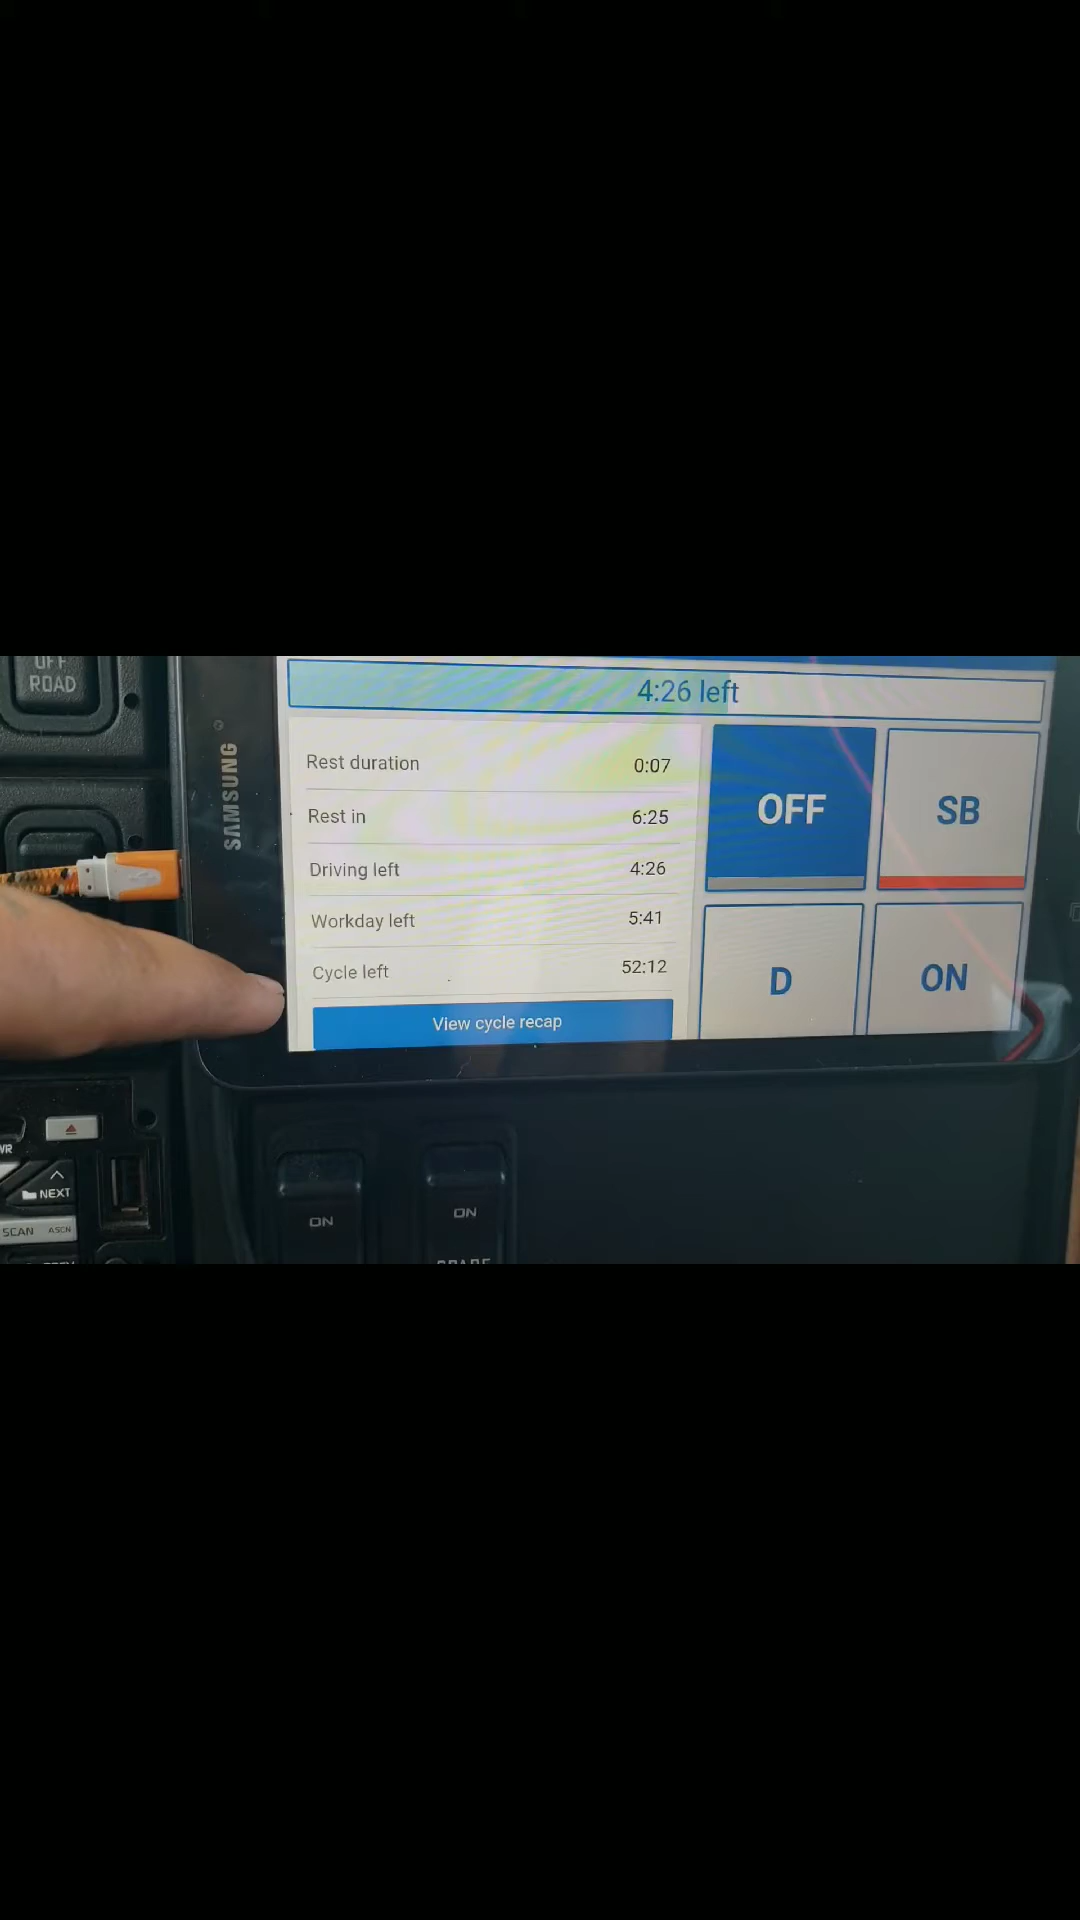 OFF
ROAD
SAMSUNG
4:26 left
Rest duration 0:07
Rest in 6:25
Driving left 4:26
Workday left 5:41
Cycle left 52:12
View cycle recap
OFF
SB
D
ON
NEXT
SCAN ASCN
ON
ON